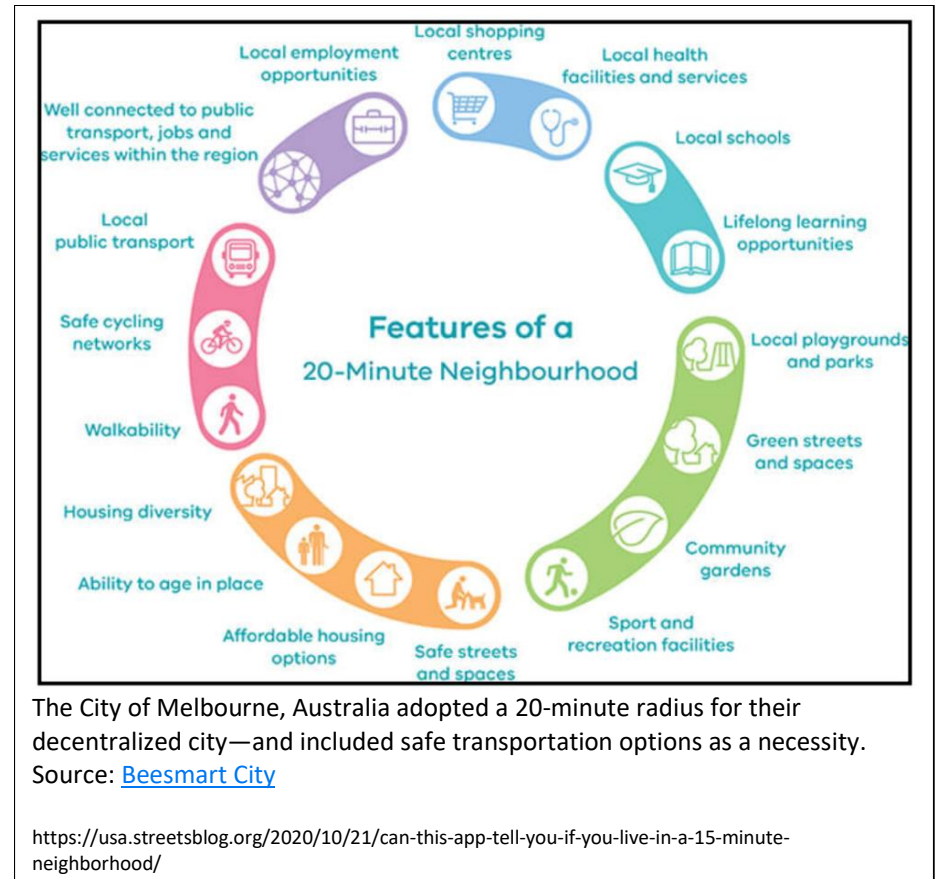 Local shopping
centres
Local health
facilities and services
Local schools
Lifelong learning
opportunities
Local playgrounds
and parks
Green streets
and spaces
Community
gardens
Sport and
recreation facilities
Safe streets
and spaces
Affordable housing
options
Ability to age in place
Housing diversity
Walkability
Safe cycling
networks
Local
public transport
Well connected to public
transport, jobs and
services within the region
Local employment
opportunities
Features of a
20-Minute Neighbourhood
The City of Melbourne, Australia adopted a 20-minute radius for their
decentralized city—and included safe transportation options as a necessity.
Source: Beesmart City
https://usa.streetsblog.org/2020/10/21/can-this-app-tell-you-if-you-live-in-a-15-minute-
neighborhood/